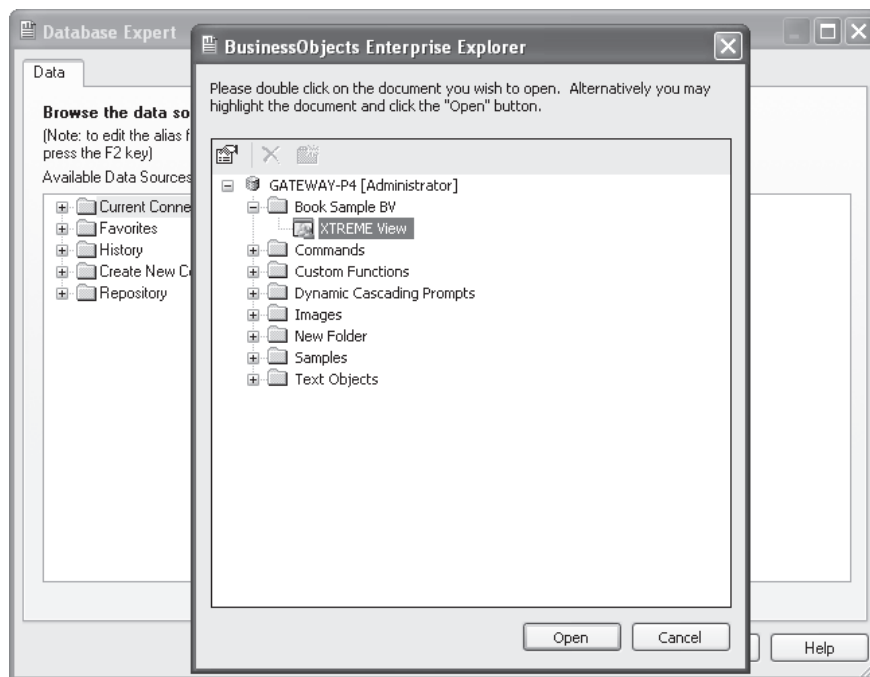 Database Expert
Data
Browse the data so
(Note: to edit the alias f
press the F2 key)
Available Data Sources
Current Conne
Favorites
History
Create New C
Repository
Help
BusinessObjects Enterprise Explorer
Please double click on the document you wish to open. Alternatively you may
highlight the document and click the "Open" button.
GATEWAY-P4 [Administrator]
Book Sample BV
XTREME View
Commands
Custom Functions
Dynamic Cascading Prompts
Images
New Folder
Samples
Text Objects
Open
Cancel